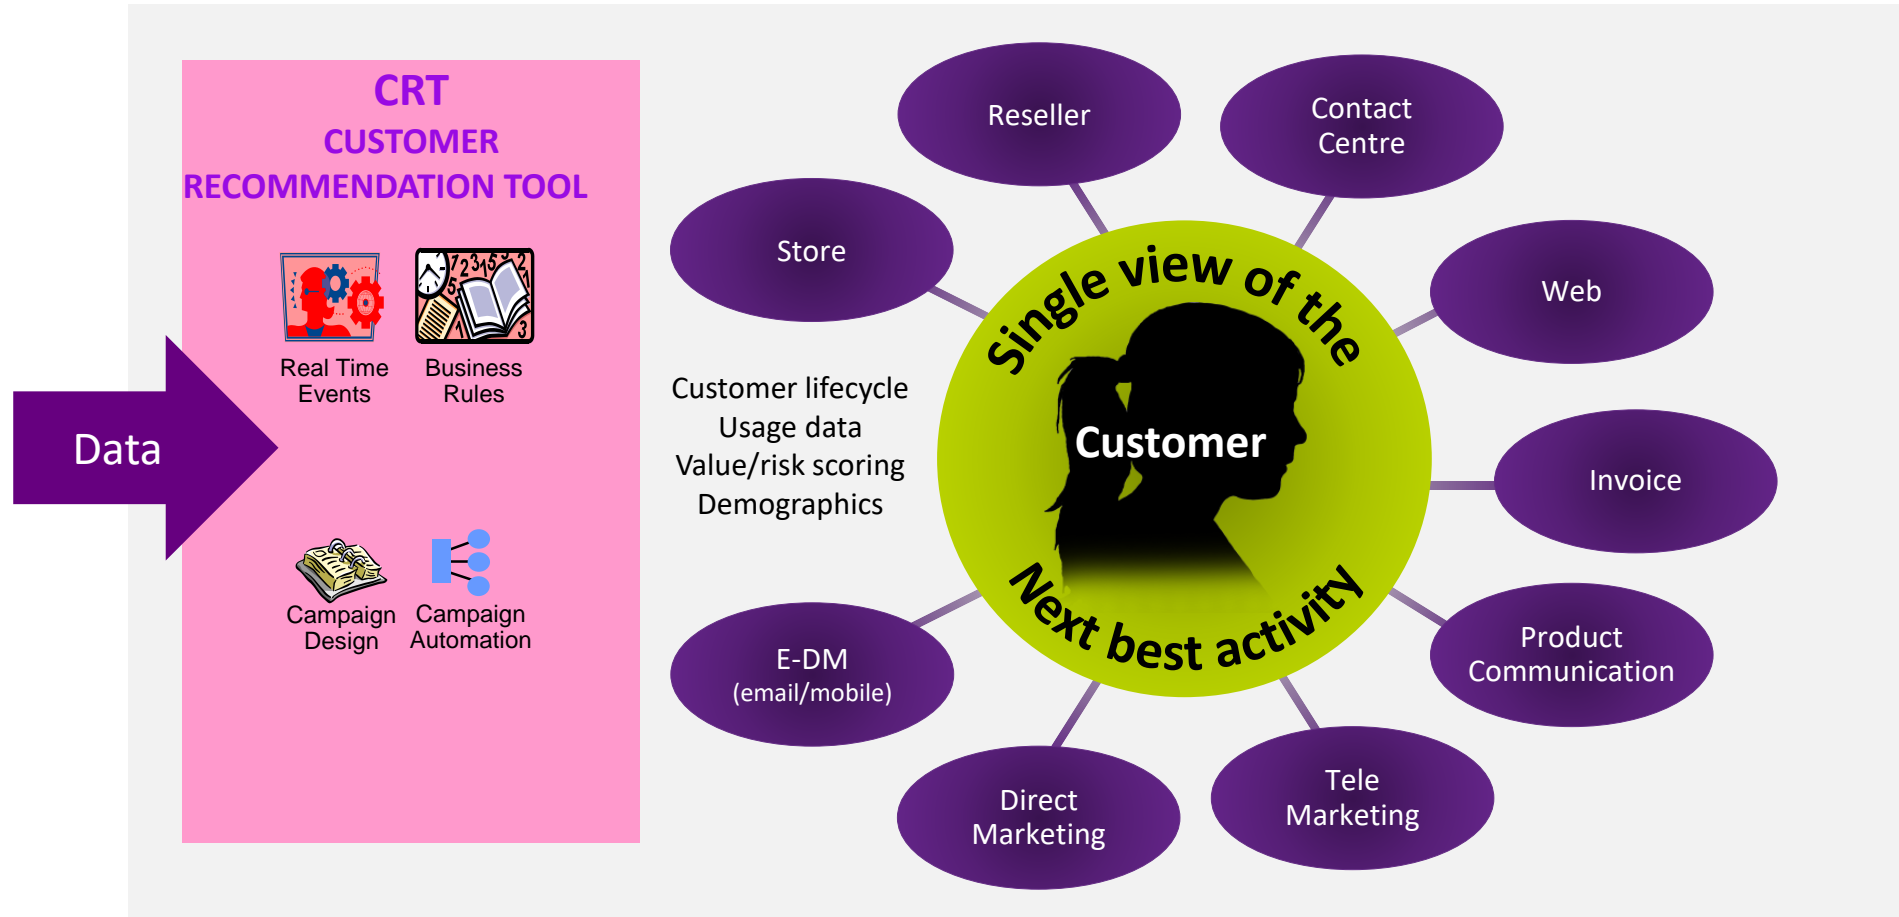 Data
CRT
CUSTOMER
RECOMMENDATION TOOL
Real Time
Events
Business
Rules
Campaign
Design
Campaign
Automation
Customer lifecycle
Usage data
Value/risk scoring
Demographics
Single view of the
Customer
Next best activity
Store
Reseller
Contact
Centre
Web
Invoice
Product
Communication
Tele
Marketing
Direct
Marketing
E-DM
(email/mobile)